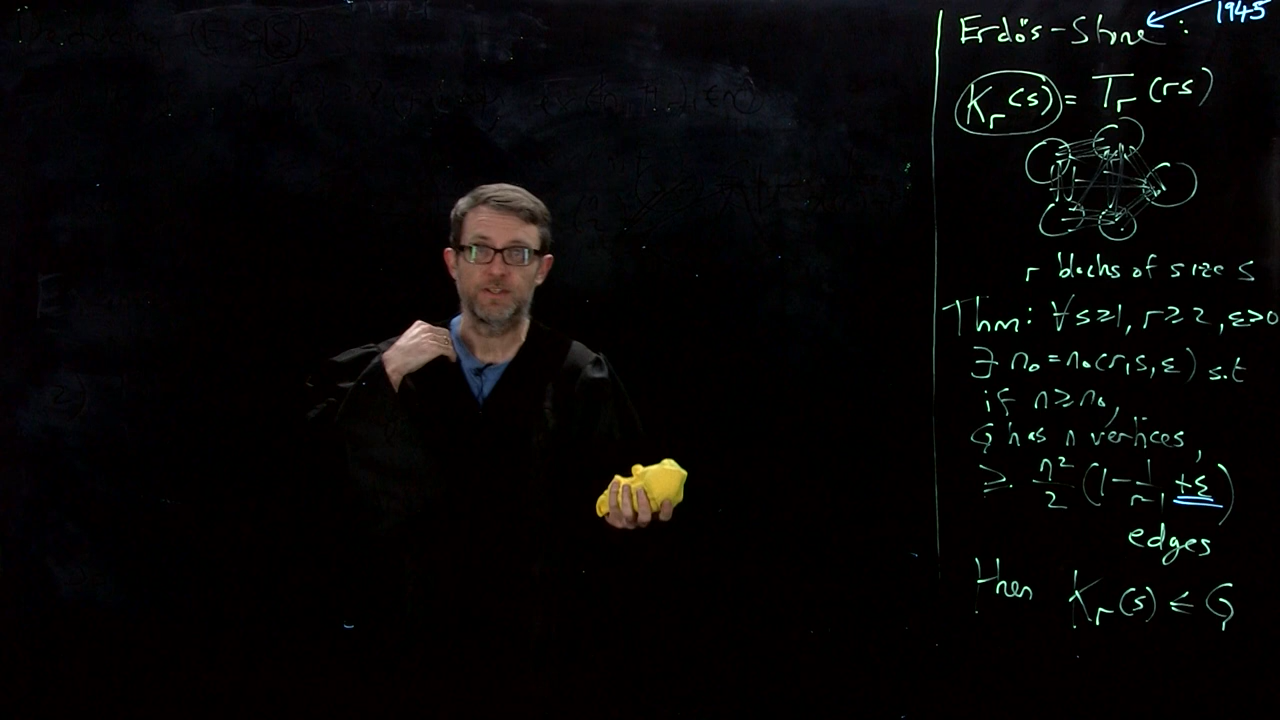 1945
Erdős-Stone:
K_r(s) = T_r(rs)
r blocks of size s
Thm: ∀ s≥1, r≥2, ε>0
∃ n₀ = n₀(r,s,ε) s.t
if n ≥ n₀,
G has n vertices,
≥ n²/2 (1 - 1/(r-1) + ε)
edges
then K_r(s) ≤ G